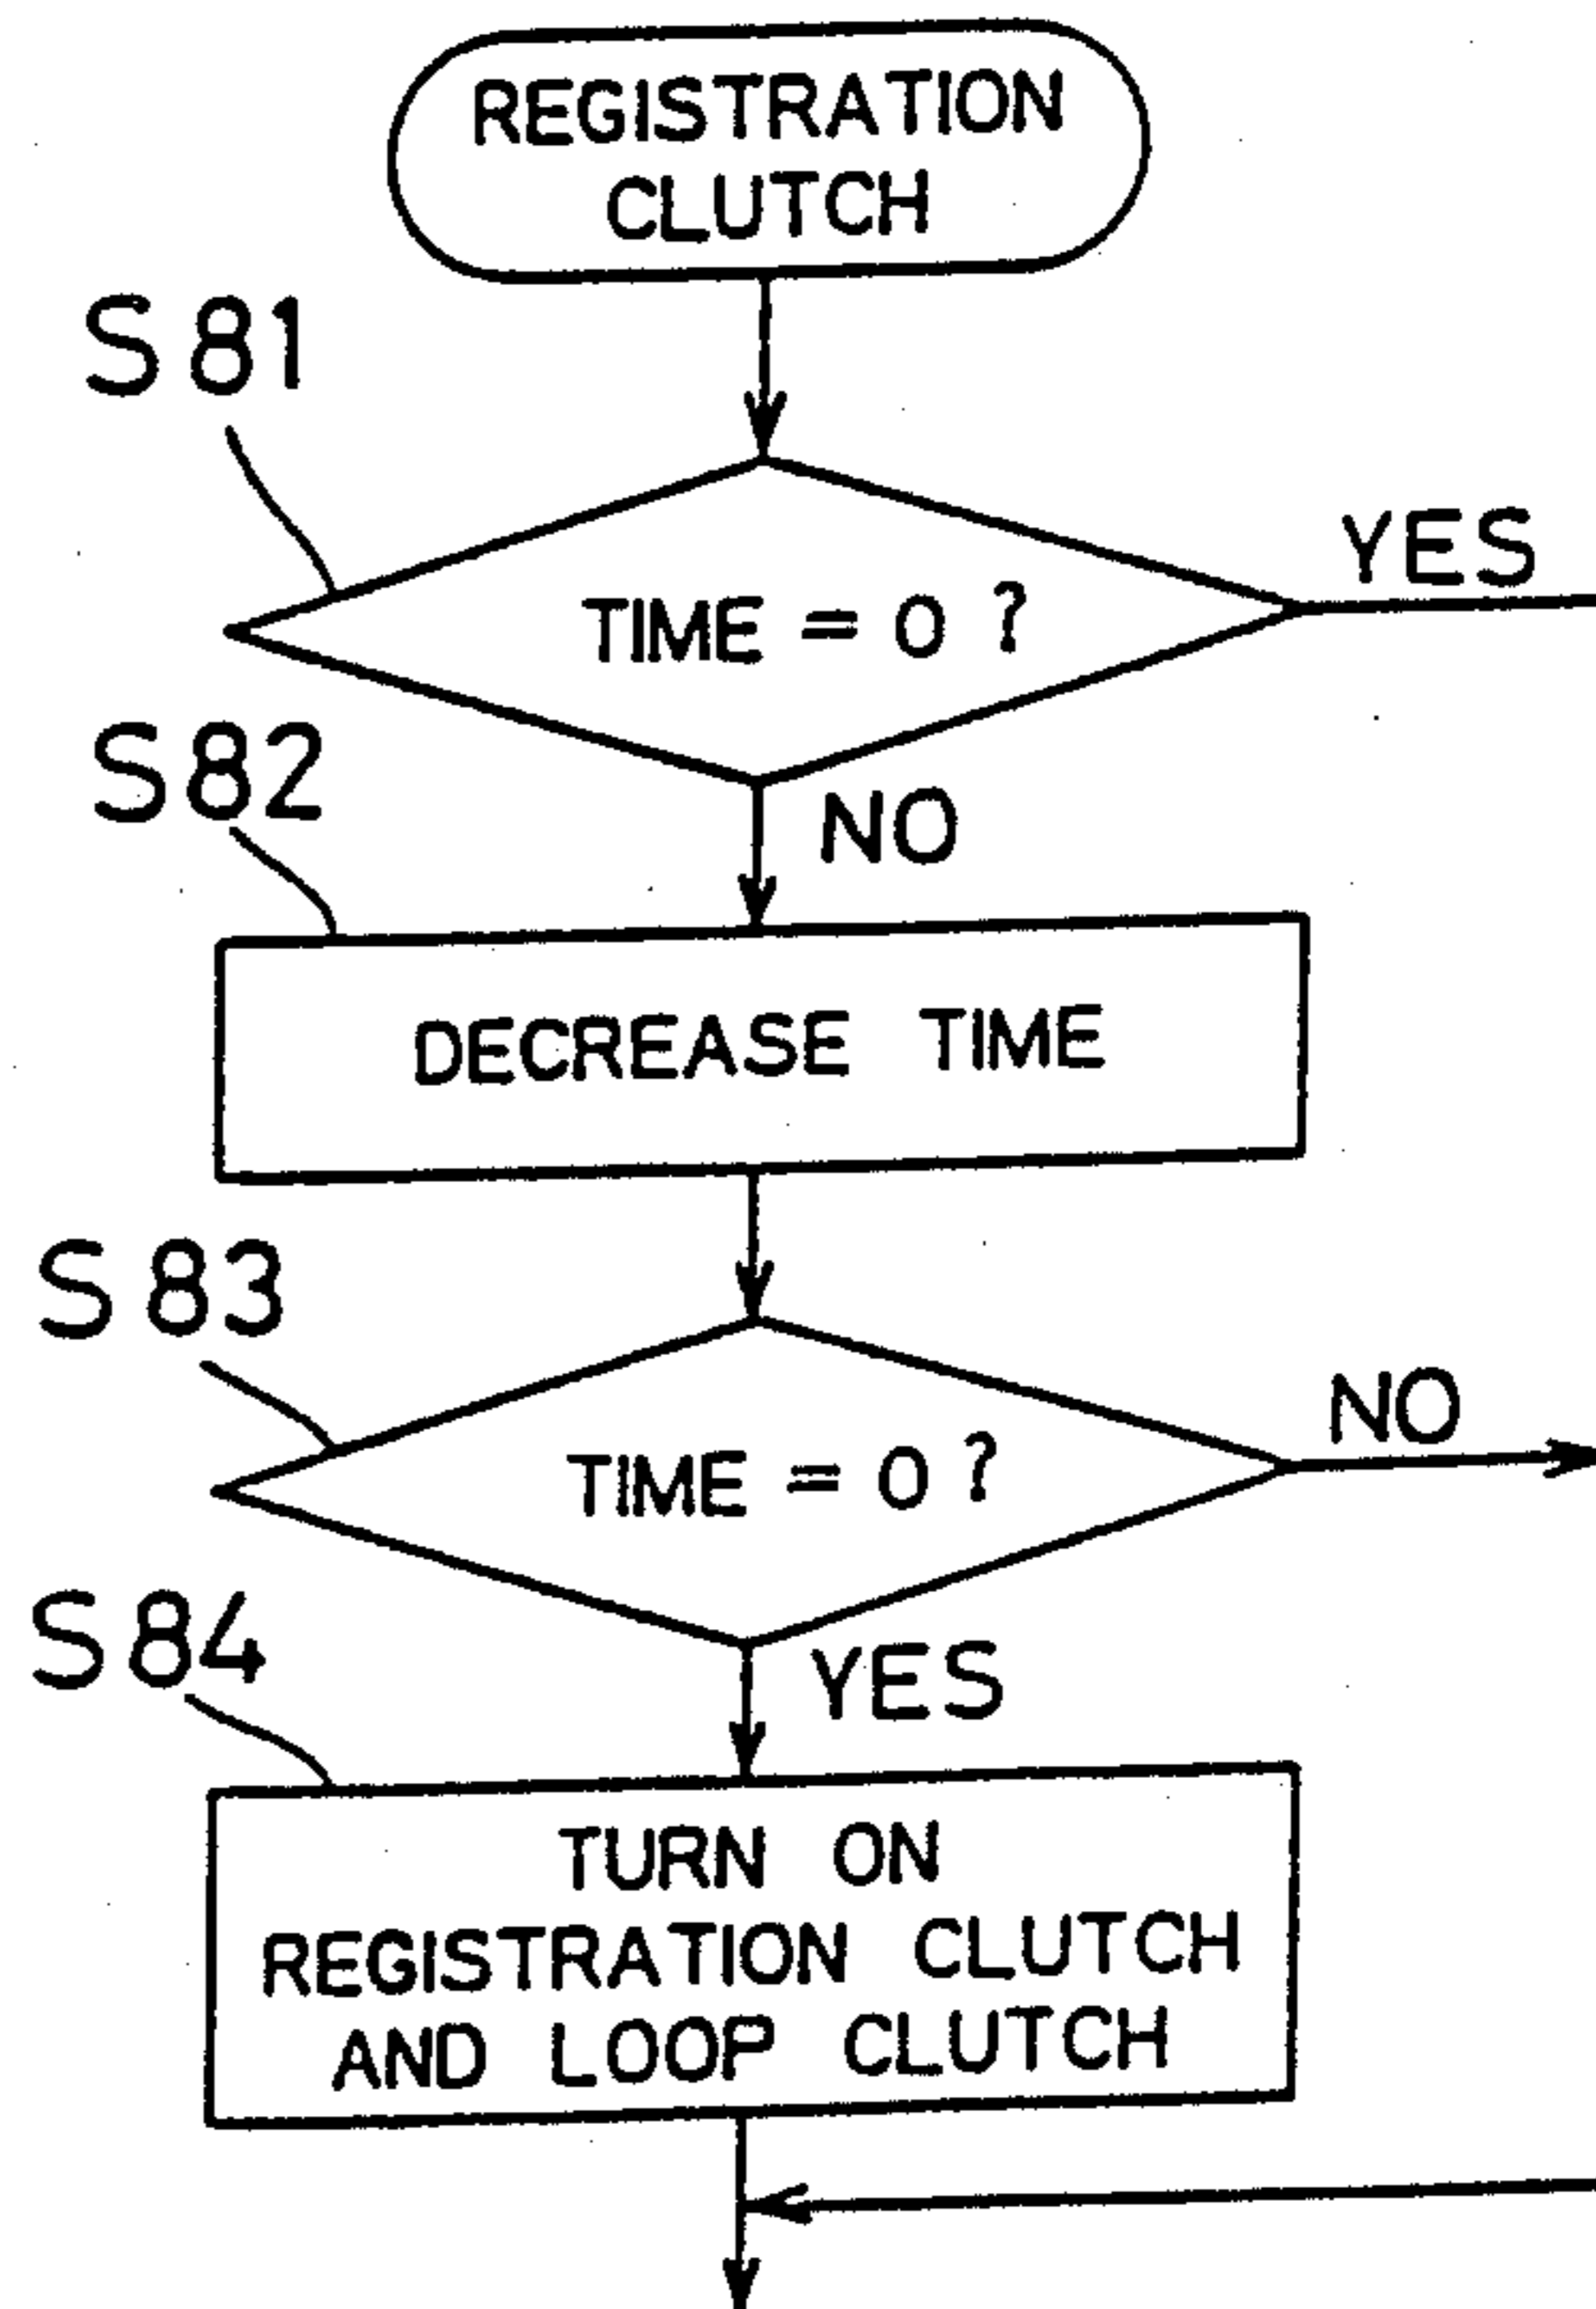 REGISTRATION
CLUTCH
S81
TIME = 0 ?
YES
S82
NO
DECREASE TIME
S83
TIME = 0 ?
NO
S84
YES
TURN ON
REGISTRATION CLUTCH
AND LOOP CLUTCH